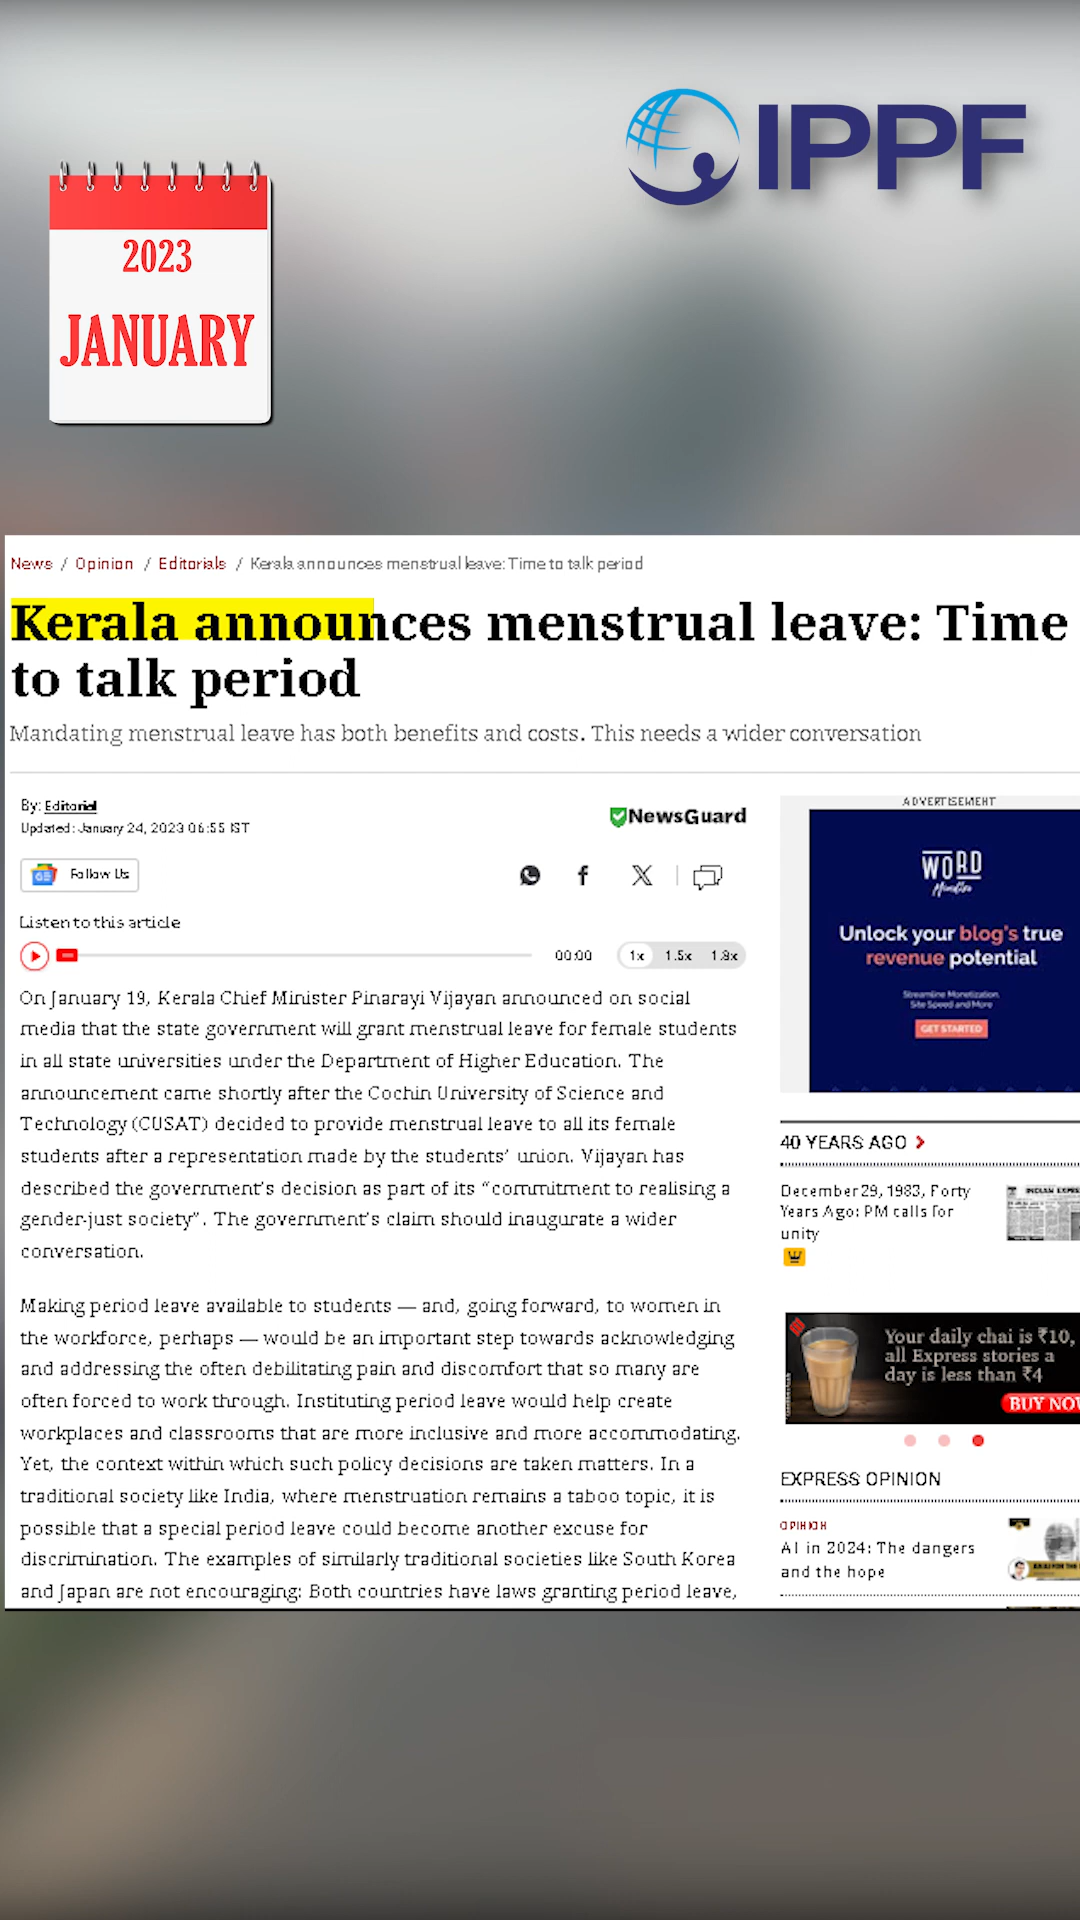 IPPF
2023
JANUARY
News / Opinion / Editorials / Kerala announces menstrual leave: Time to talk period
Kerala announces menstrual leave: Time
to talk period
Mandating menstrual leave has both benefits and costs. This needs a wider conversation
By: Editorial
Updated: January 24, 2023 06:55 IST
NewsGuard
Follow Us
Listen to this article
00:00
1x 1.5x 1.8x
On January 19, Kerala Chief Minister Pinarayi Vijayan announced on social
media that the state government will grant menstrual leave for female students
in all state universities under the Department of Higher Education. The
announcement came shortly after the Cochin University of Science and
Technology (CUSAT) decided to provide menstrual leave to all its female
students after a representation made by the students’ union. Vijayan has
described the government’s decision as part of its “commitment to realising a
gender-just society”. The government’s claim should inaugurate a wider
conversation.
Making period leave available to students — and, going forward, to women in
the workforce, perhaps — would be an important step towards acknowledging
and addressing the often debilitating pain and discomfort that so many are
often forced to work through. Instituting period leave would help create
workplaces and classrooms that are more inclusive and more accommodating.
Yet, the context within which such policy decisions are taken matters. In a
traditional society like India, where menstruation remains a taboo topic, it is
possible that a special period leave could become another excuse for
discrimination. The examples of similarly traditional societies like South Korea
and Japan are not encouraging: Both countries have laws granting period leave,
ADVERTISEMENT
WORD
Mindtoo
Unlock your blog's true
revenue potential
Streamline Monetization,
Site Speed and More
GET STARTED
40 YEARS AGO
December 29, 1983, Forty
Years Ago: PM calls for
unity
INDIAN EXPRE
Your daily chai is ₹10,
all Express stories a
day is less than ₹4
BUY NOW
EXPRESS OPINION
OPINION
AI in 2024: The dangers
and the hope